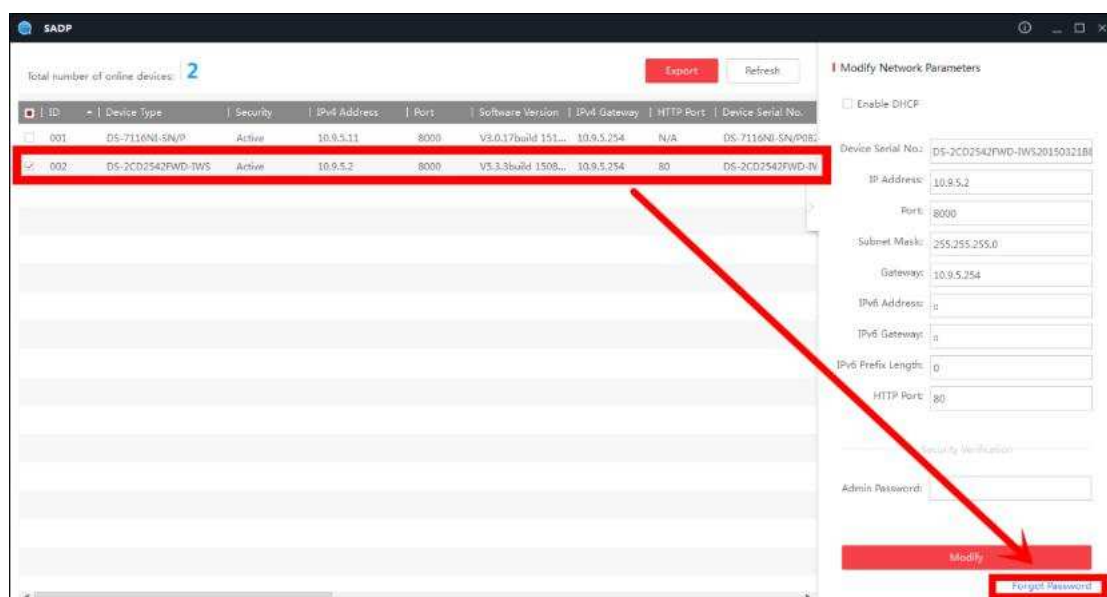 SADP
Total number of online devices: 2
Export
Refresh
ID | Device Type | Security | IPv4 Address | Port | Software Version | IPv4 Gateway | HTTP Port | Device Serial No.
001 DS-7116NI-SN/P Active 10.9.5.11 8000 V3.0.17build 151... 10.9.5.254 N/A DS-7116NI-SN/P082
002 DS-2CD2542FWD-IWS Active 10.9.5.2 8000 V5.3.3build 1508... 10.9.5.254 80 DS-2CD2542FWD-IV
Modify Network Parameters
Enable DHCP
Device Serial No.: DS-2CD2542FWD-IWS20150321BB
IP Address: 10.9.5.2
Port: 8000
Subnet Mask: 255.255.255.0
Gateway: 10.9.5.254
IPv6 Address: ::
IPv6 Gateway: ::
IPv6 Prefix Length: 0
HTTP Port: 80
Security Verification
Admin Password:
Modify
Forgot Password